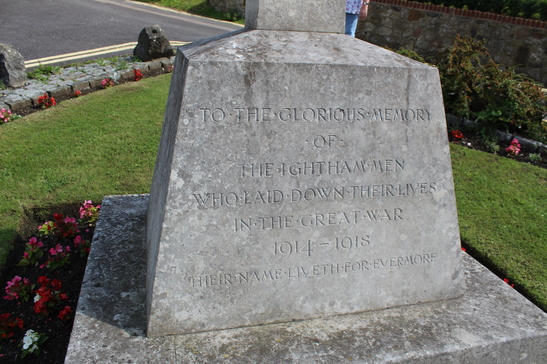 TO·THE·GLORIOUS·MEMORY
OF
THE·IGHTHAM·MEN
WHO·LAID·DOWN·THEIR·LIVES
IN·THE·GREAT·WAR
1914–1918
THEIR·NAME·LIVETH·FOR·EVERMORE